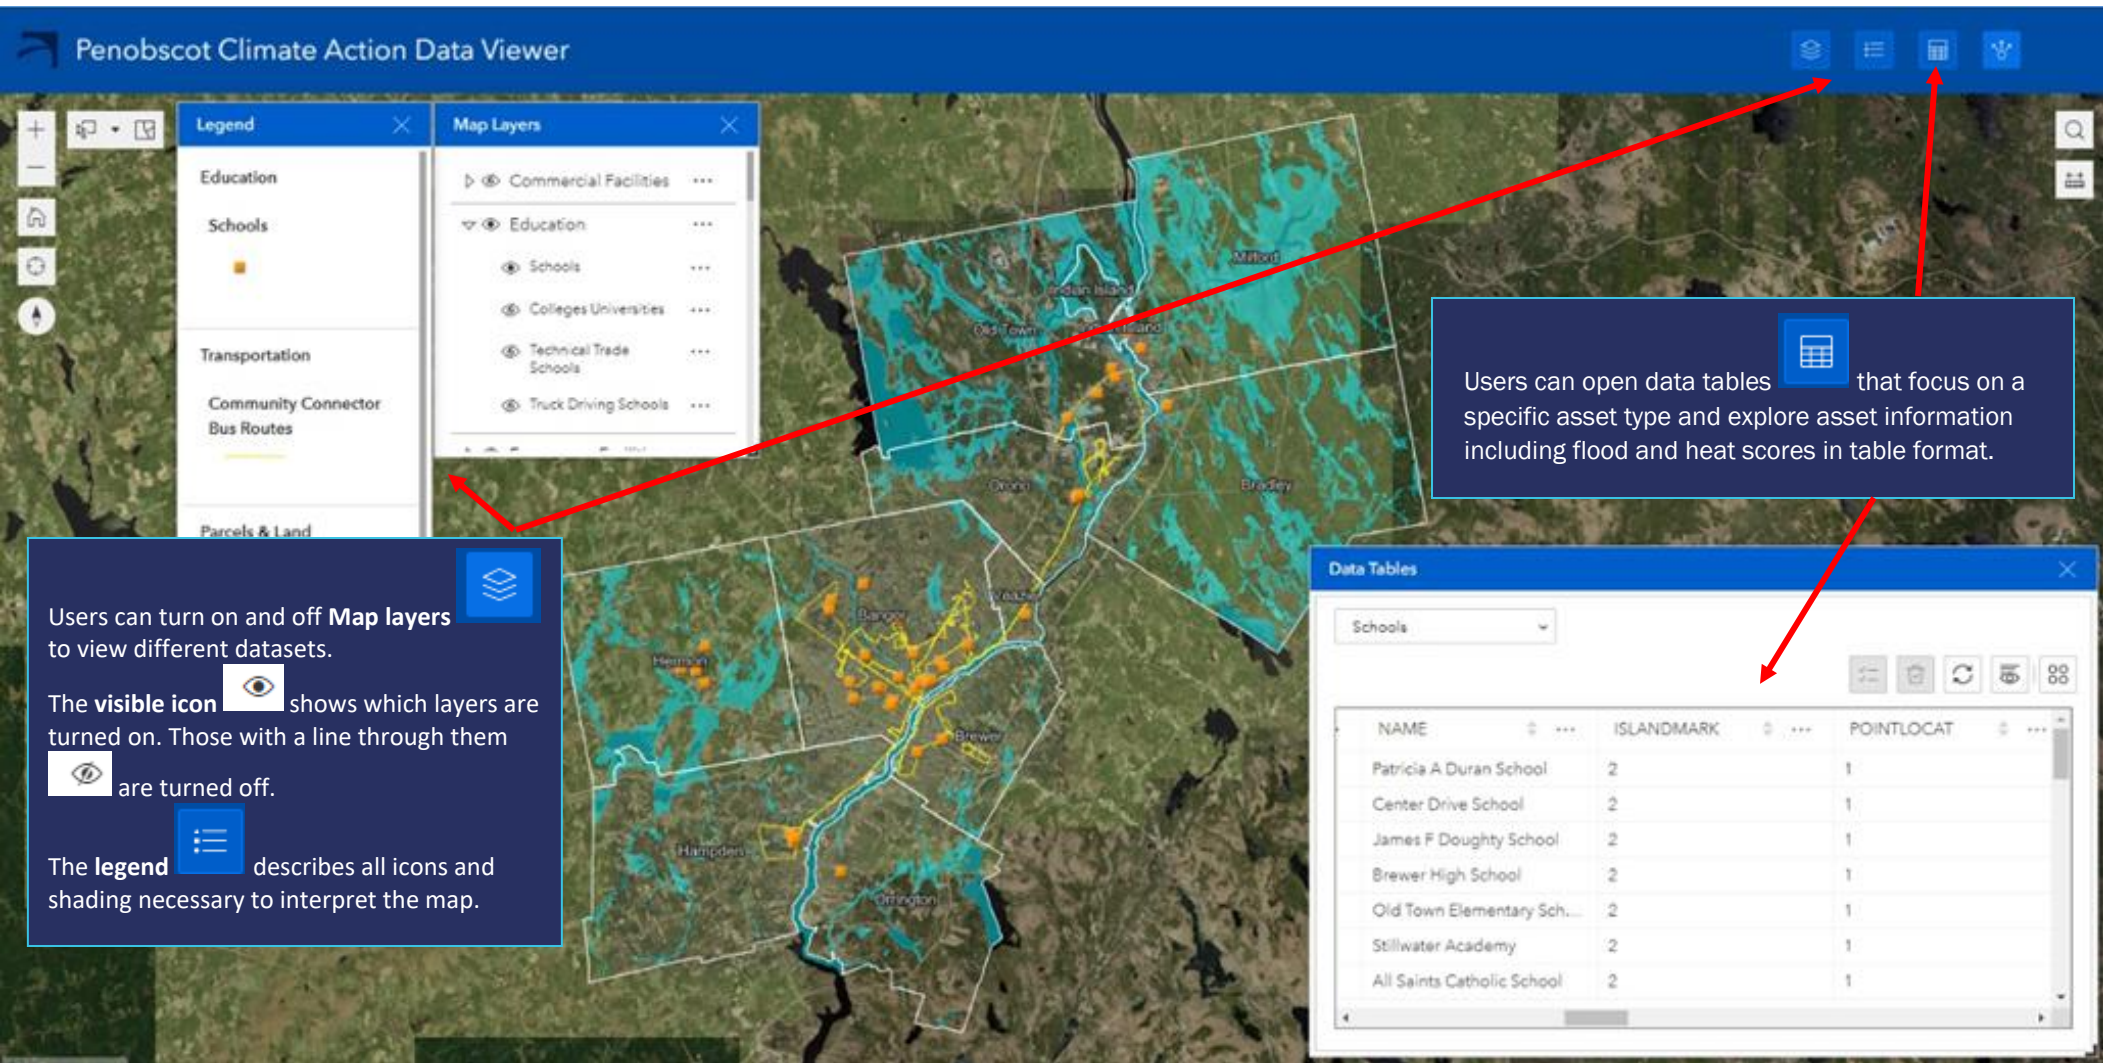 Penobscot Climate Action Data Viewer
Legend
Education
Schools
Transportation
Community Connector
Bus Routes
Parcels & Land
Map Layers
Commercial Facilities
Education
Schools
Colleges Universities
Technical Trade
Schools
Truck Driving Schools
Milford
Indian Island
Old Town
Orono
Bradley
Veazie
Bangor
Hermon
Brewer
Hampden
Orrington
Users can open data tables that focus on a
specific asset type and explore asset information
including flood and heat scores in table format.
Users can turn on and off Map layers
to view different datasets.
The visible icon shows which layers are
turned on. Those with a line through them
are turned off.
The legend describes all icons and
shading necessary to interpret the map.
Data Tables
Schools
NAME ISLANDMARK POINTLOCAT
Patricia A Duran School 2 1
Center Drive School 2 1
James F Doughty School 2 1
Brewer High School 2 1
Old Town Elementary Sch... 2 1
Stillwater Academy 2 1
All Saints Catholic School 2 1